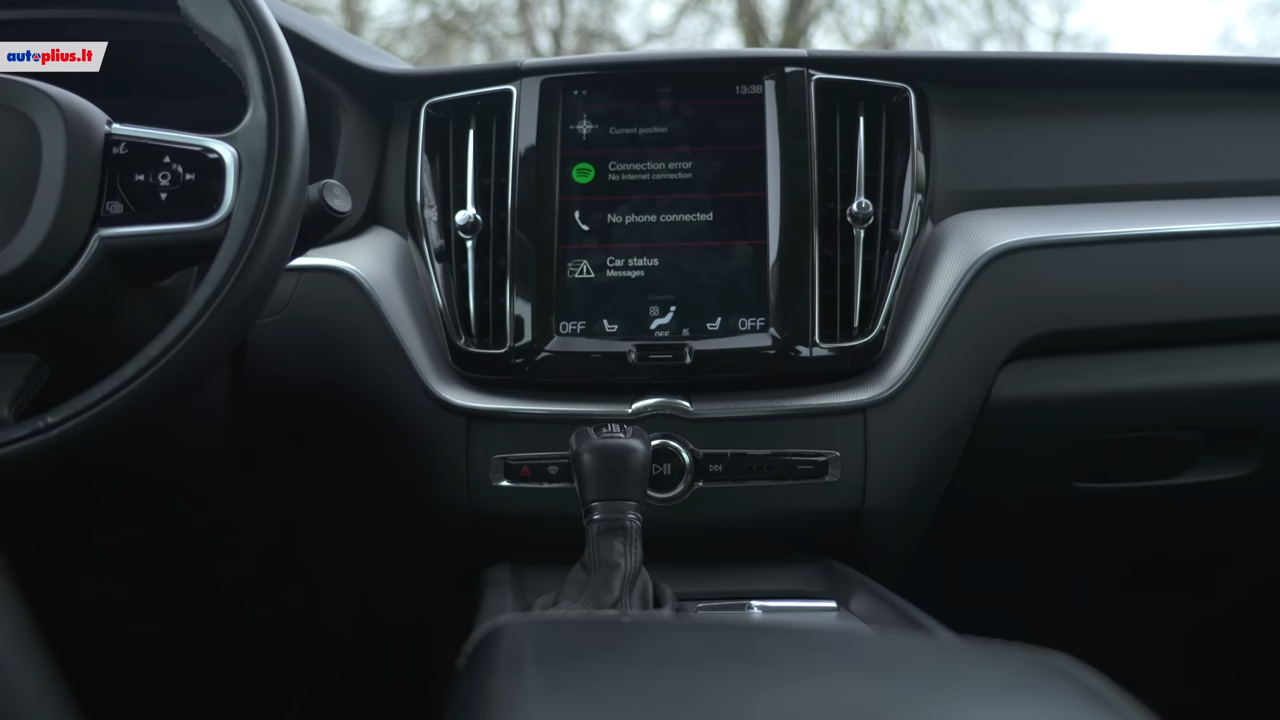 autoplius.lt
13:38
Current position
Connection error
No Internet connection
No phone connected
Car status
Messages
OFF
OFF
OFF